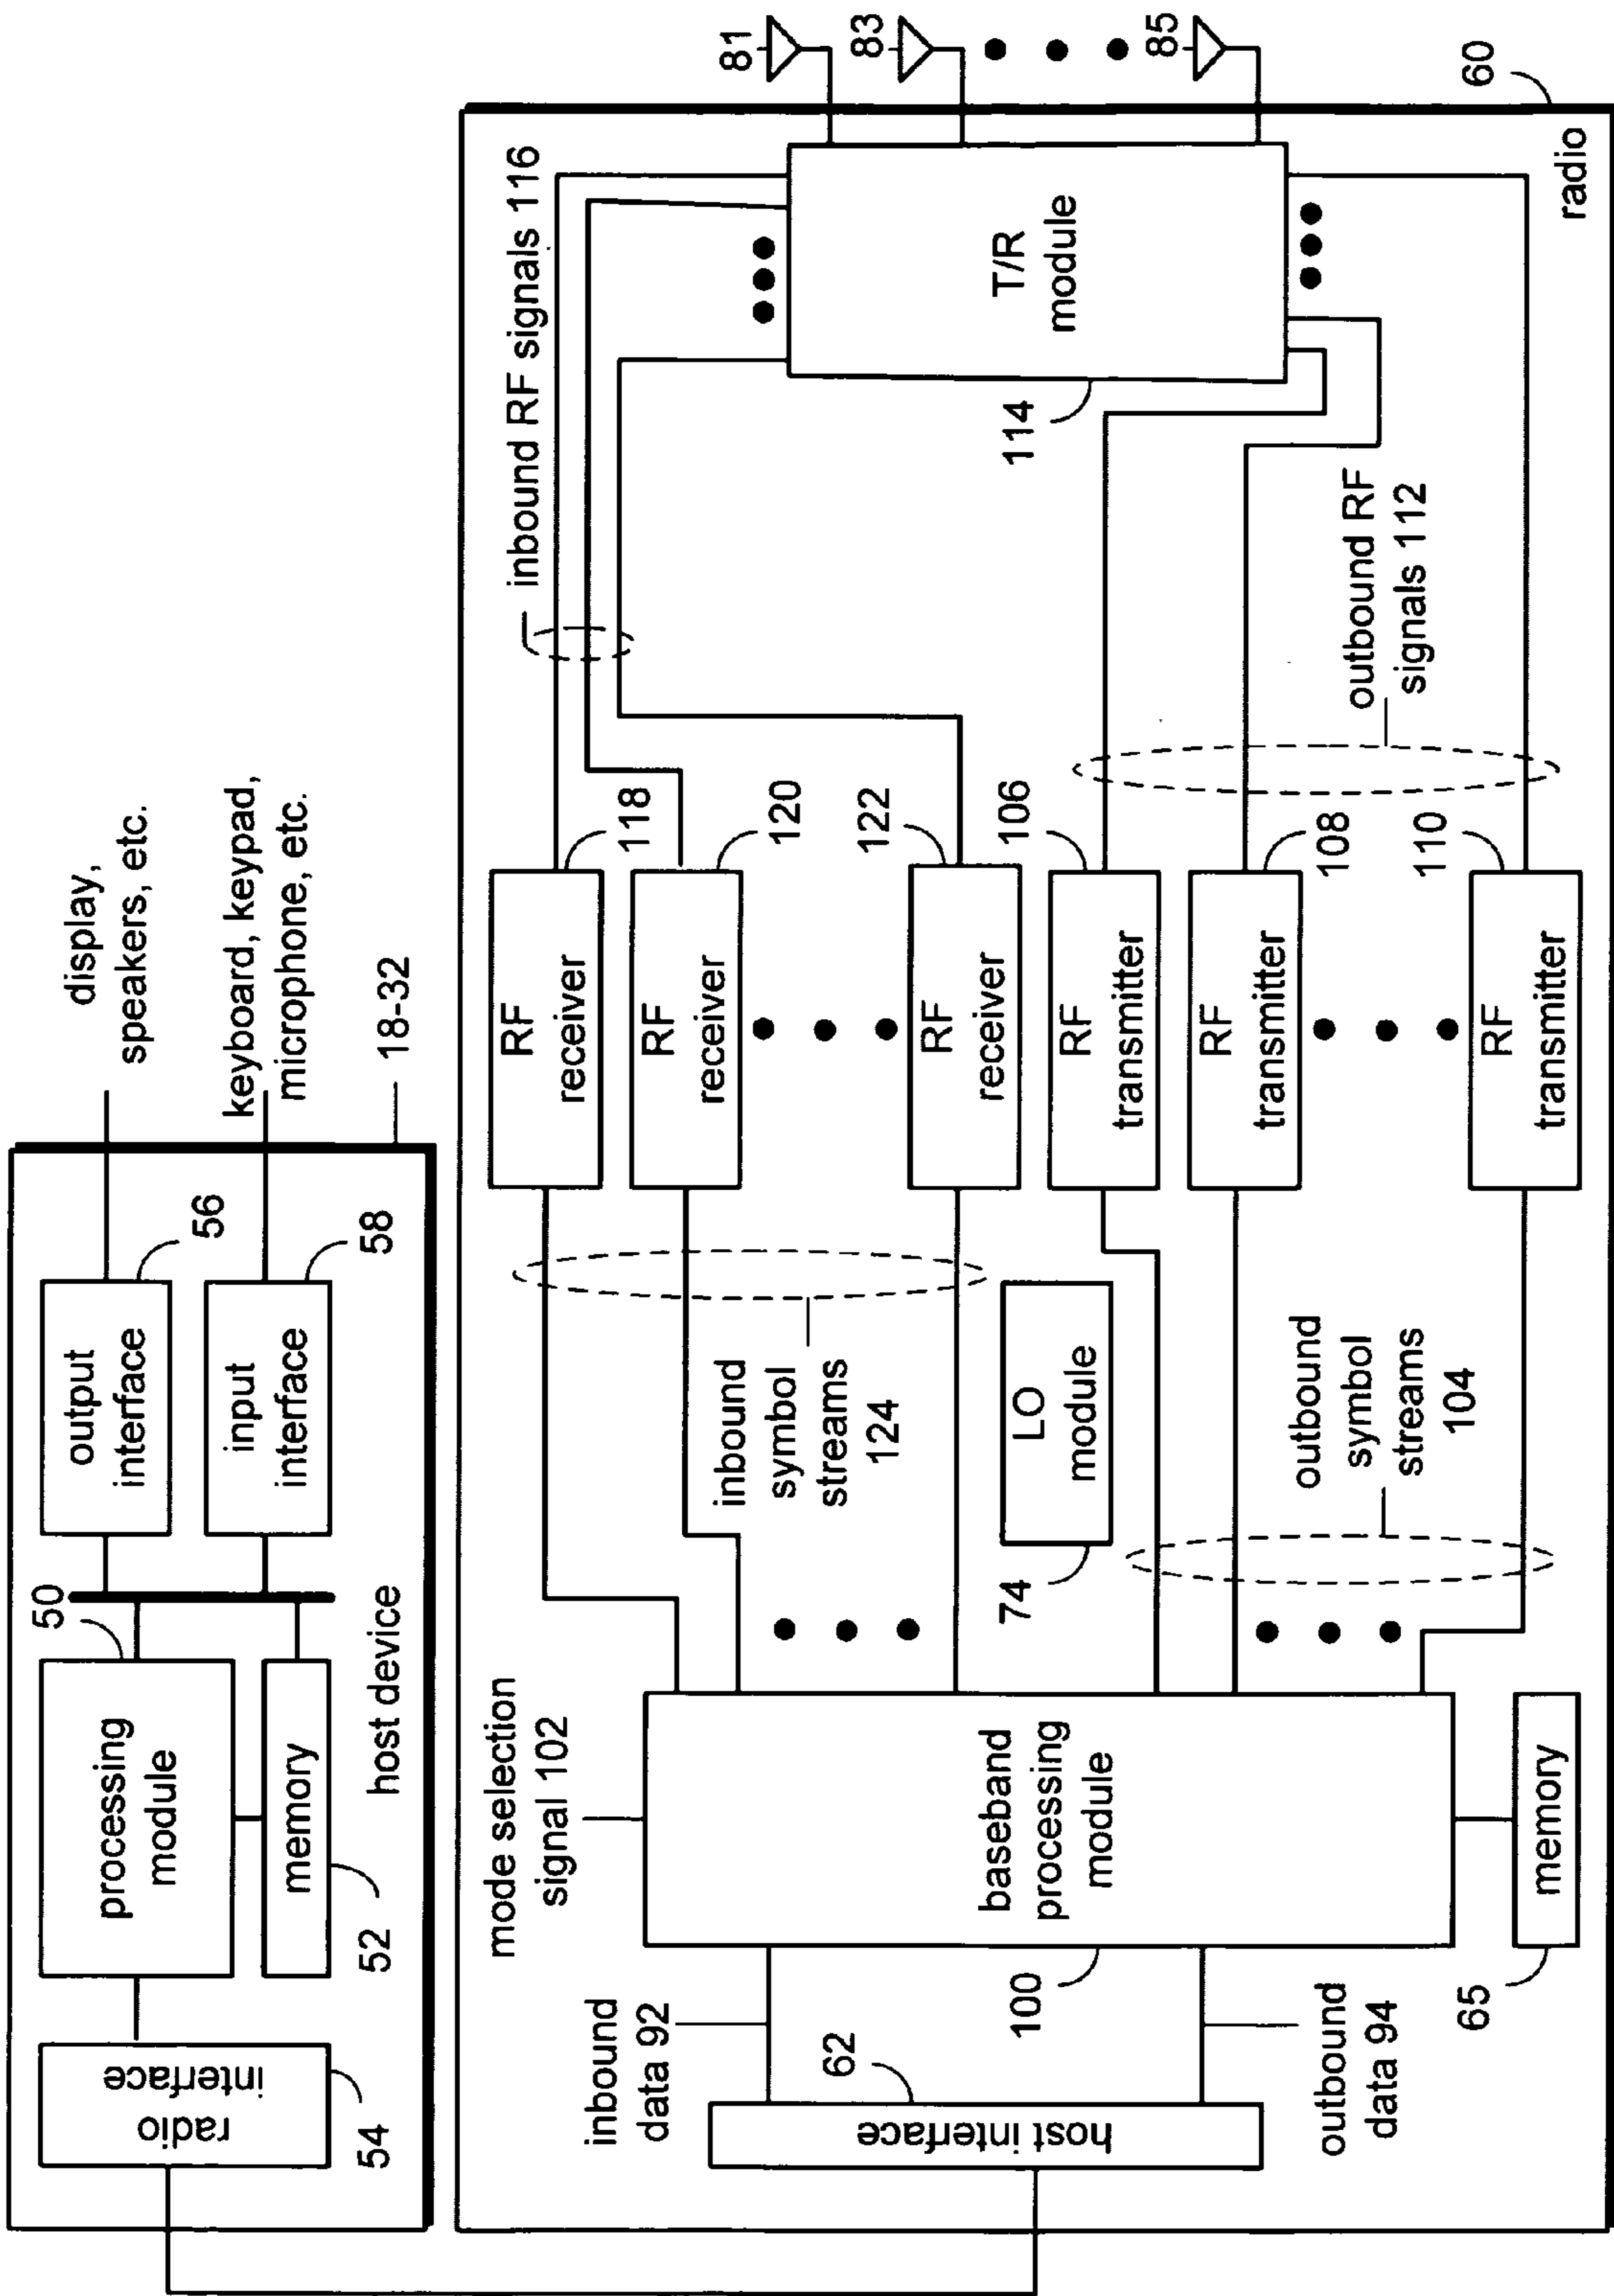 display,
speakers, etc.
keyboard, keypad,
microphone, etc.
18-32
radio
interface
54
processing
module
50
memory
52
output
interface
56
input
interface
58
host device
mode selection
signal 102
inbound
data 92
62
host interface
100
outbound
data 94
baseband
processing
module
65
memory
inbound
symbol
streams
124
LO
module
74
outbound
symbol
streams
104
RF
receiver
118
RF
receiver
120
RF
receiver
122
RF
transmitter
106
RF
transmitter
108
RF
transmitter
110
inbound RF signals 116
outbound RF
signals 112
T/R
module
114
81
83
85
60
radio